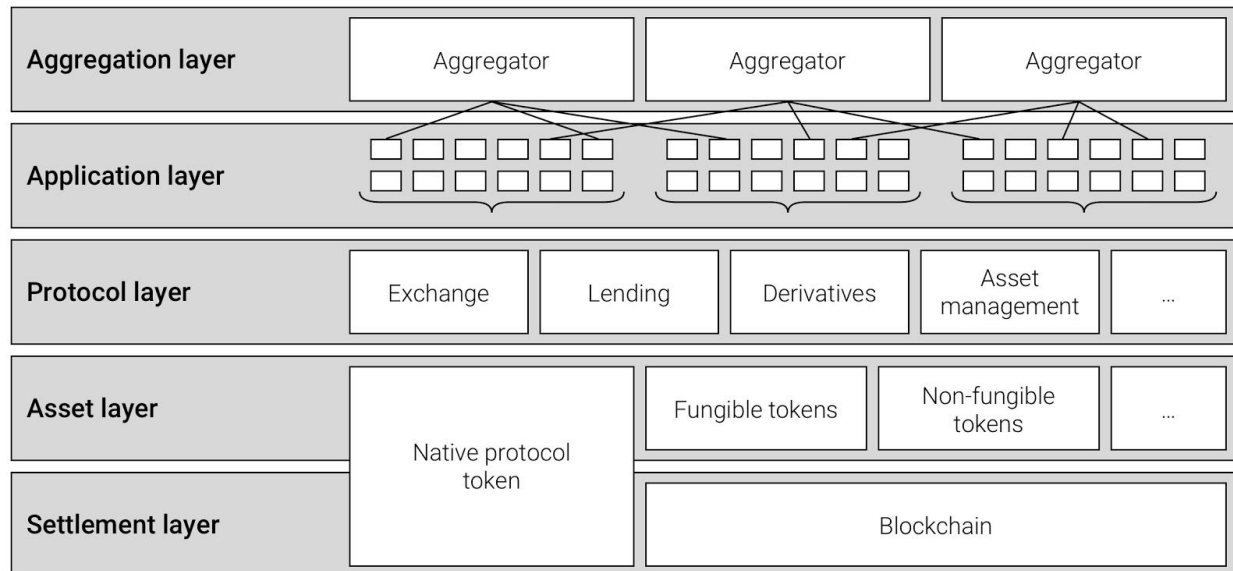 Aggregation layer
Aggregator
Aggregator
Aggregator
Application layer
Protocol layer
Exchange
Lending
Derivatives
Asset
management
...
Asset layer
Native protocol
token
Fungible tokens
Non-fungible
tokens
...
Settlement layer
Blockchain